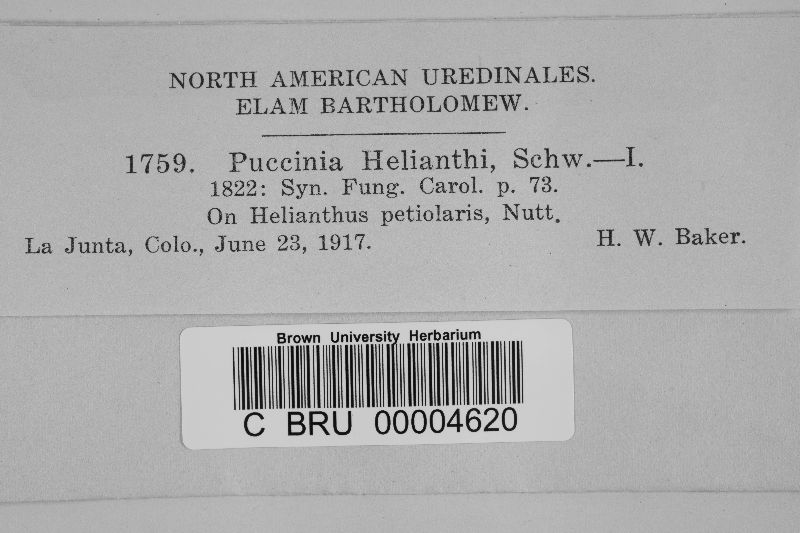 NORTH AMERICAN UREDINALES.
ELAM BARTHOLOMEW.
1759. Puccinia Helianthi, Schw.—I.
1822: Syn. Fung. Carol. p. 73.
On Helianthus petiolaris, Nutt.
La Junta, Colo., June 23, 1917. H. W. Baker.
Brown University Herbarium
C BRU 00004620